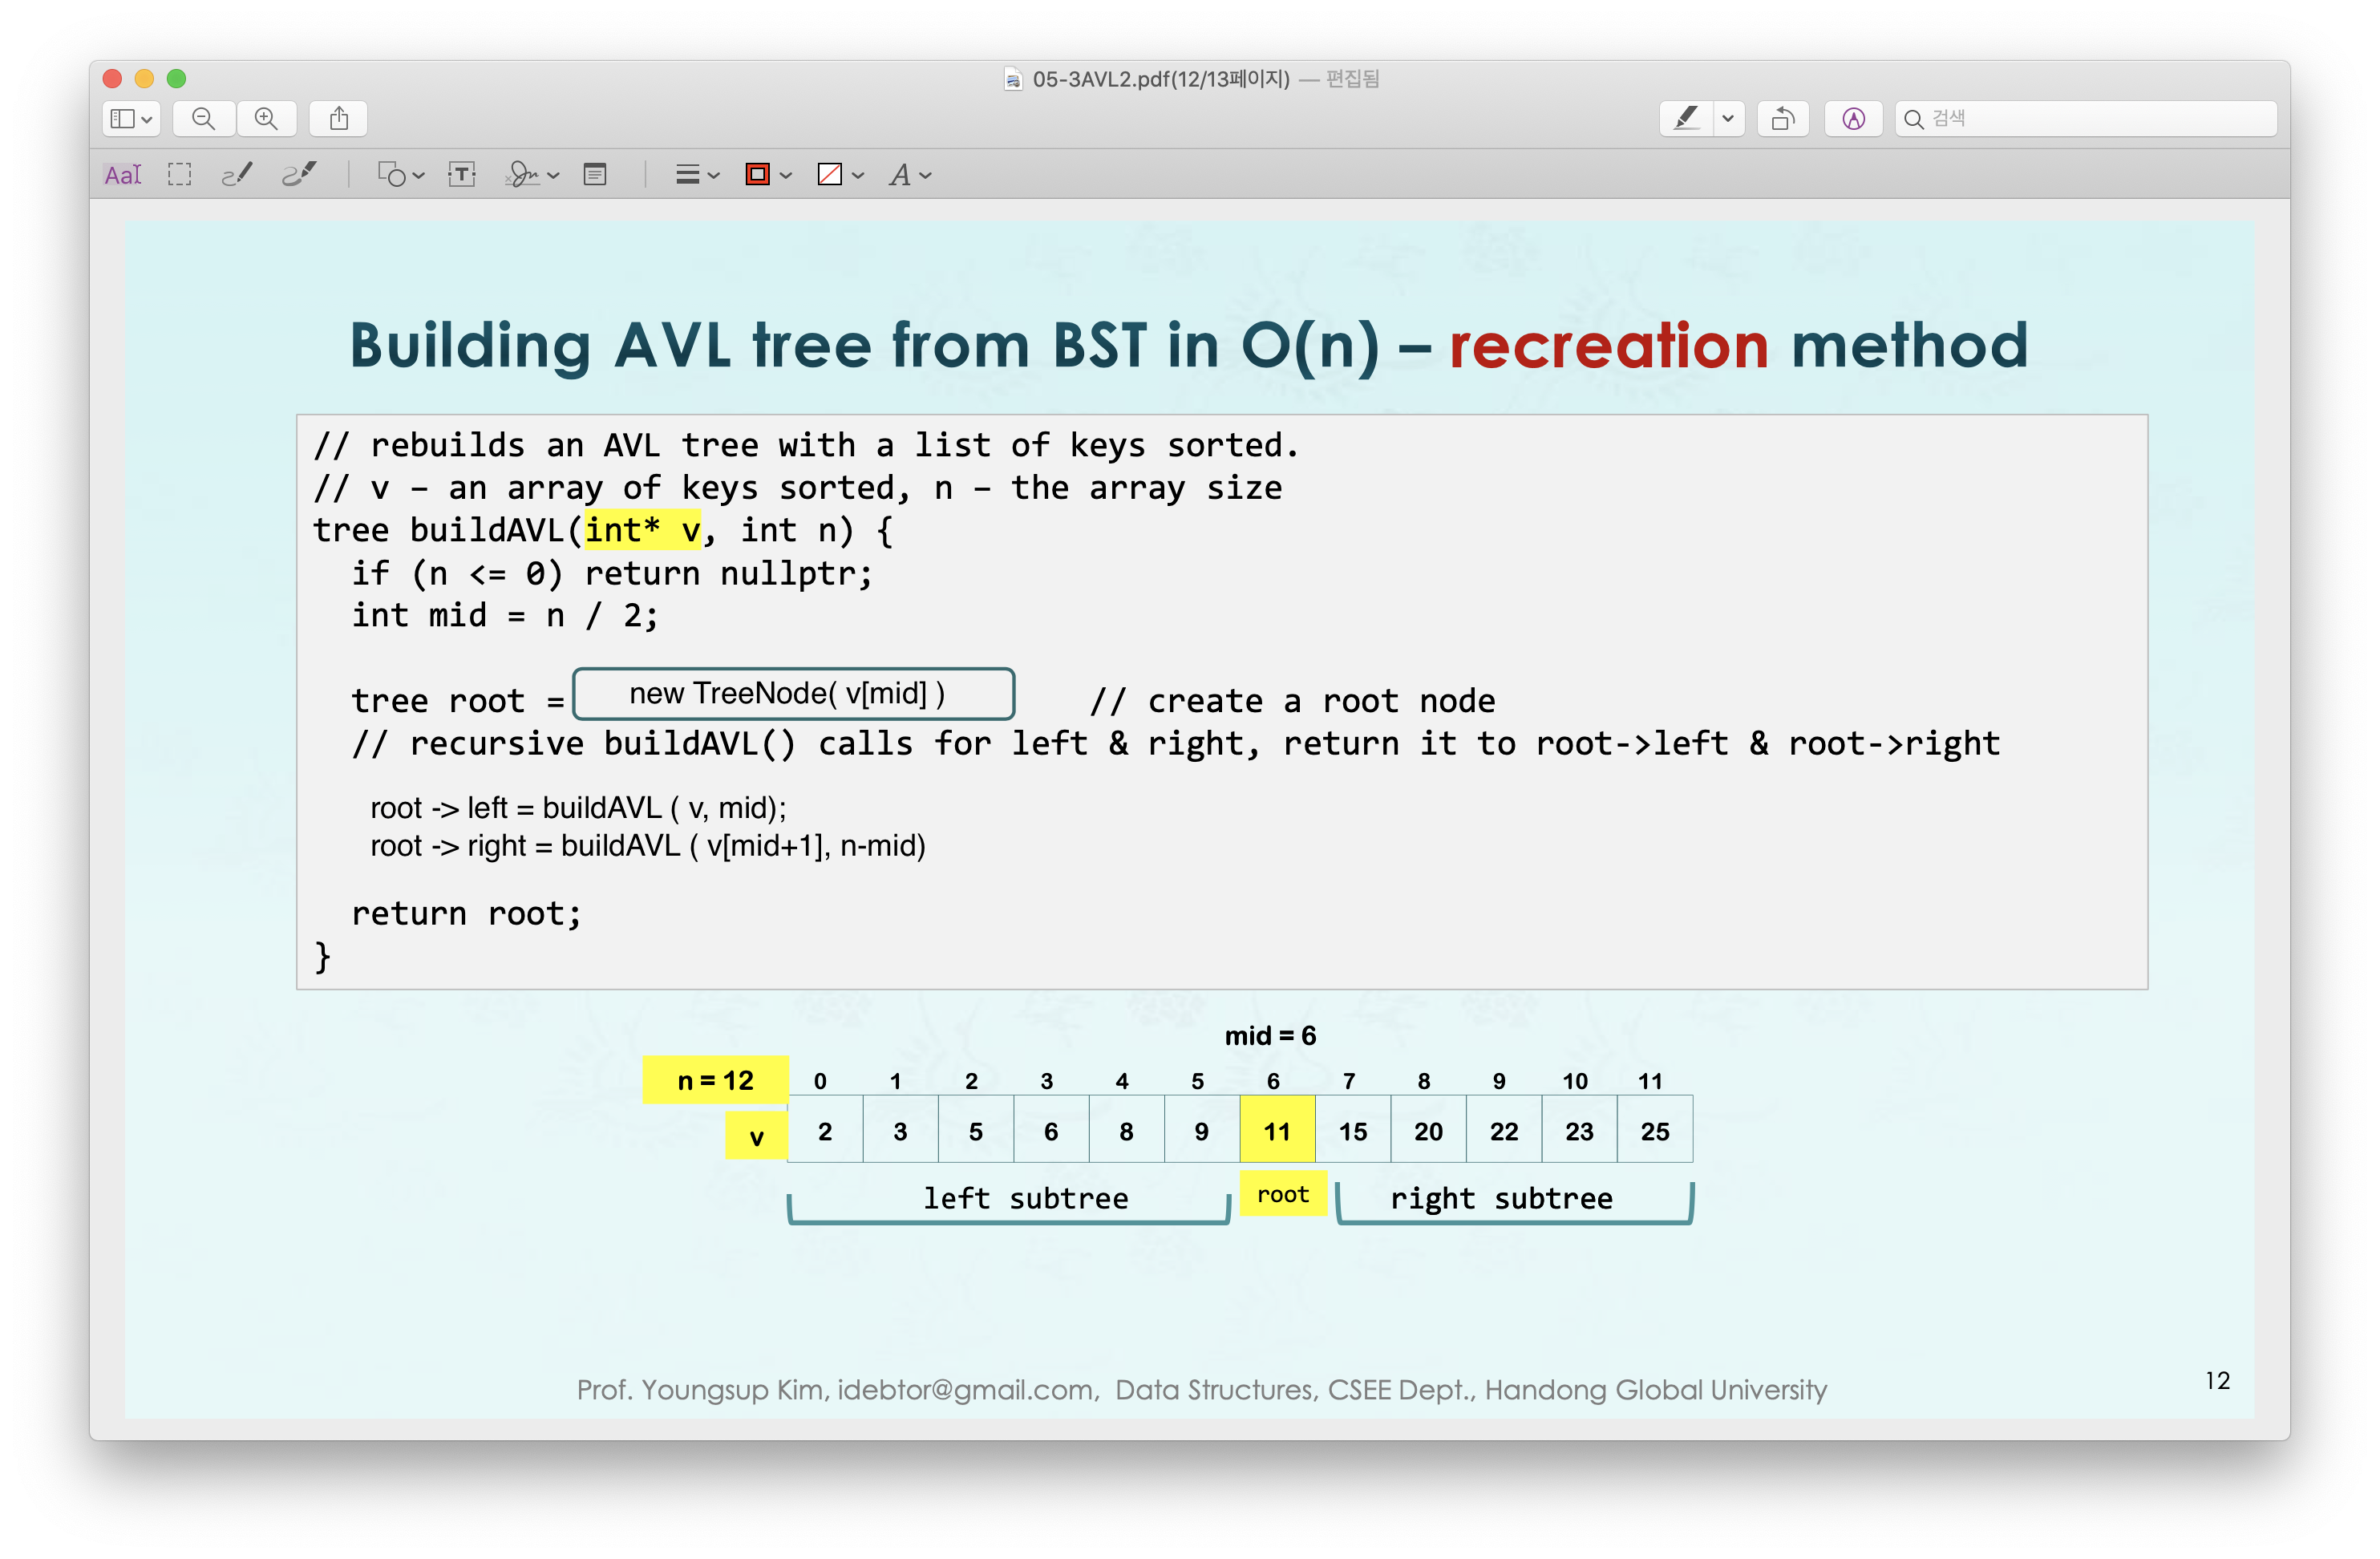 05-3AVL2.pdf(12/13페이지) — 편집됨
검색
Aa
T
A
Building AVL tree from BST in O(n) – recreation method
// rebuilds an AVL tree with a list of keys sorted.
// v – an array of keys sorted, n – the array size
tree buildAVL(int* v, int n) {
if (n <= 0) return nullptr;
int mid = n / 2;
tree root = new TreeNode( v[mid] ) // create a root node
// recursive buildAVL() calls for left & right, return it to root->left & root->right
root -> left = buildAVL ( v, mid);
root -> right = buildAVL ( v[mid+1], n-mid)
return root;
}
mid = 6
n = 12 0 1 2 3 4 5 6 7 8 9 10 11
v 2 3 5 6 8 9 11 15 20 22 23 25
left subtree root right subtree
Prof. Youngsup Kim, idebtor@gmail.com, Data Structures, CSEE Dept., Handong Global University
12